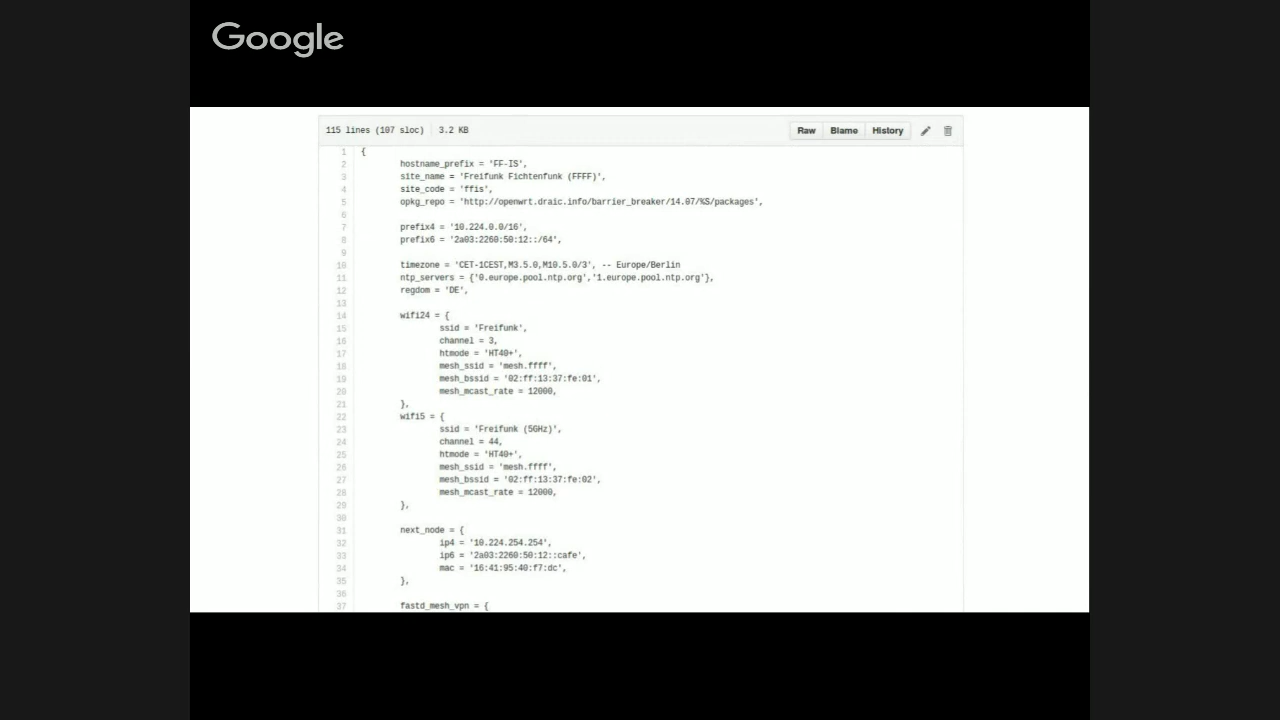 Google
115 lines (107 sloc) 3.2 KB Raw Blame History
1 {
2 hostname_prefix = 'FF-IS',
3 site_name = 'Freifunk Fichtenfunk (FFFF)',
4 site_code = 'ffis',
5 opkg_repo = 'http://openwrt.draic.info/barrier_breaker/14.07/%S/packages',
6
7 prefix4 = '10.224.0.0/16',
8 prefix6 = '2a03:2260:50:12::/64',
9
10 timezone = 'CET-1CEST,M3.5.0,M10.5.0/3', -- Europe/Berlin
11 ntp_servers = {'0.europe.pool.ntp.org','1.europe.pool.ntp.org'},
12 regdom = 'DE',
13
14 wifi24 = {
15 ssid = 'Freifunk',
16 channel = 3,
17 htmode = 'HT40+',
18 mesh_ssid = 'mesh.ffff',
19 mesh_bssid = '02:ff:13:37:fe:01',
20 mesh_mcast_rate = 12000,
21 },
22 wifi5 = {
23 ssid = 'Freifunk (5GHz)',
24 channel = 44,
25 htmode = 'HT40+',
26 mesh_ssid = 'mesh.ffff',
27 mesh_bssid = '02:ff:13:37:fe:02',
28 mesh_mcast_rate = 12000,
29 },
30
31 next_node = {
32 ip4 = '10.224.254.254',
33 ip6 = '2a03:2260:50:12::cafe',
34 mac = '16:41:95:40:f7:dc',
35 },
36
37 fastd_mesh_vpn = {